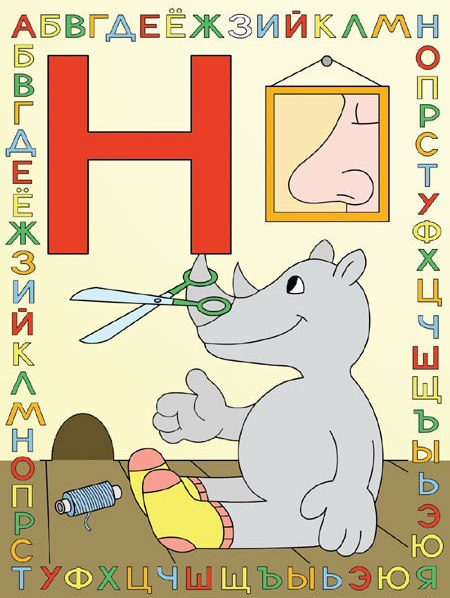 АБВГДЕЁЖЗИЙКЛМН
ОПРСТУФХЦЧШЩЪЫЬЭЮ
Н
БВГДЕЁЖЗИЙКЛМНОПРС
ТУФХЦЧШЩЪЫЬЭЮЯ